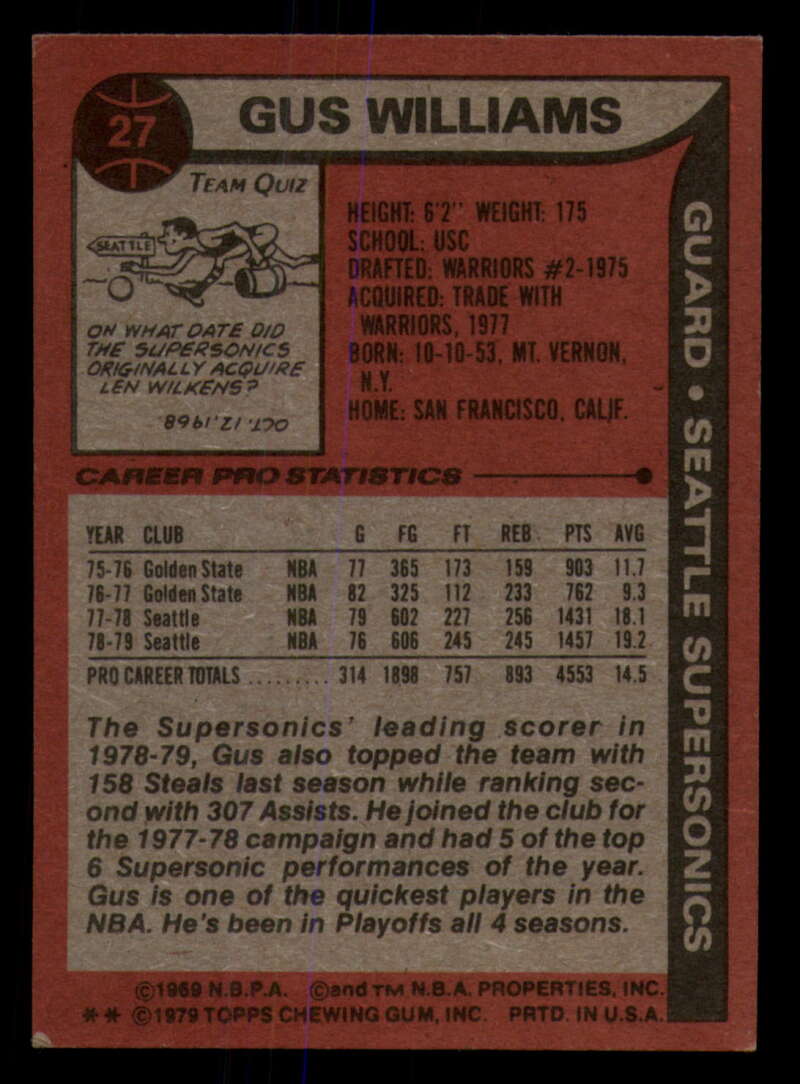 27
GUS WILLIAMS
TEAM QUIZ
SEATTLE
ON WHAT DATE DID
THE SUPERSONICS
ORIGINALLY ACQUIRE
LEN WILKENS?
OCT. 12, 1968
HEIGHT: 6'2" WEIGHT: 175
SCHOOL: USC
DRAFTED: WARRIORS #2-1975
ACQUIRED: TRADE WITH
WARRIORS, 1977
BORN: 10-10-53, MT. VERNON,
N.Y.
HOME: SAN FRANCISCO, CALIF.
GUARD • SEATTLE SUPERSONICS
CAREER PRO STATISTICS
YEAR CLUB G FG FT REB. PTS AVG
75-76 Golden State NBA 77 365 173 159 903 11.7
76-77 Golden State NBA 82 325 112 233 762 9.3
77-78 Seattle NBA 79 602 227 256 1431 18.1
78-79 Seattle NBA 76 606 245 245 1457 19.2
PRO CAREER TOTALS ......... 314 1898 757 893 4553 14.5
The Supersonics' leading scorer in
1978-79, Gus also topped the team with
158 Steals last season while ranking sec-
ond with 307 Assists. He joined the club for
the 1977-78 campaign and had 5 of the top
6 Supersonic performances of the year.
Gus is one of the quickest players in the
NBA. He's been in Playoffs all 4 seasons.
©1969 N.B.P.A. ©and TM N.B.A. PROPERTIES, INC.
** ©1979 TOPPS CHEWING GUM, INC. PRTD. IN U.S.A.